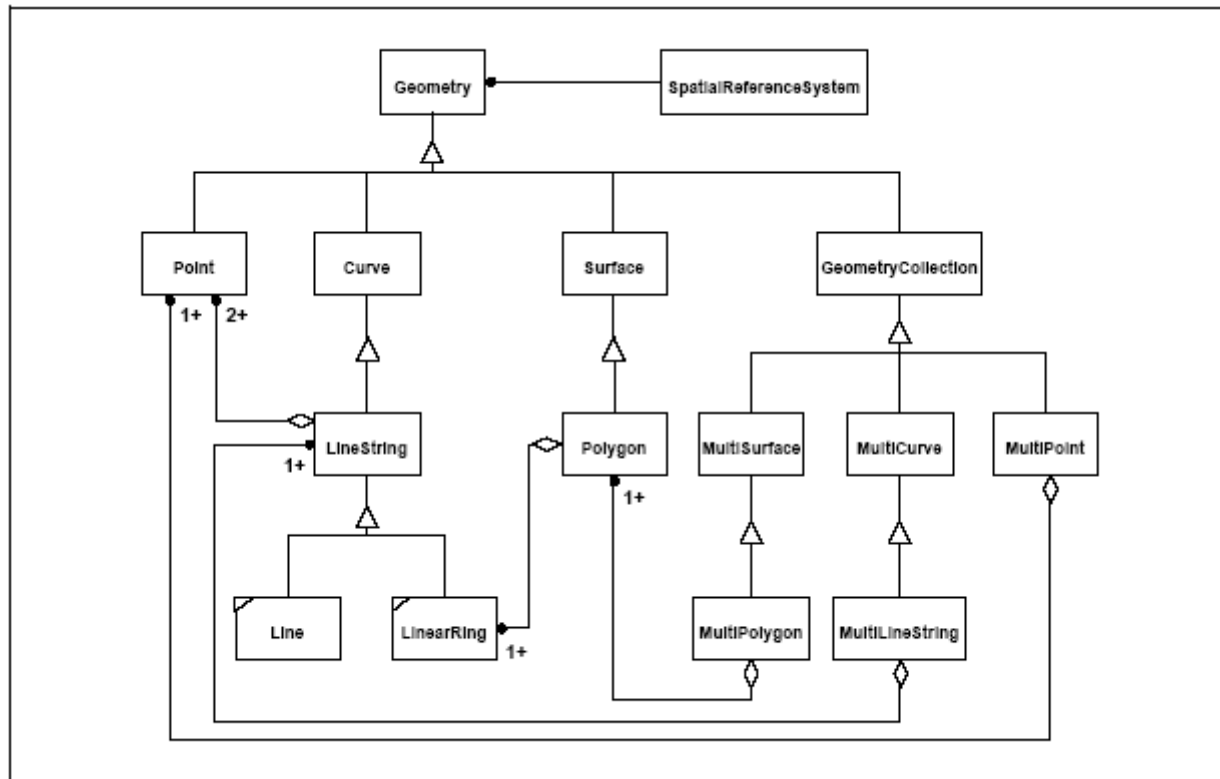 Geometry
SpatialReferenceSystem
Point
Curve
Surface
GeometryCollection
1+
2+
LineString
Polygon
MultiSurface
MultiCurve
MultiPoint
1+
1+
Line
LinearRing
MultiPolygon
MultiLineString
1+